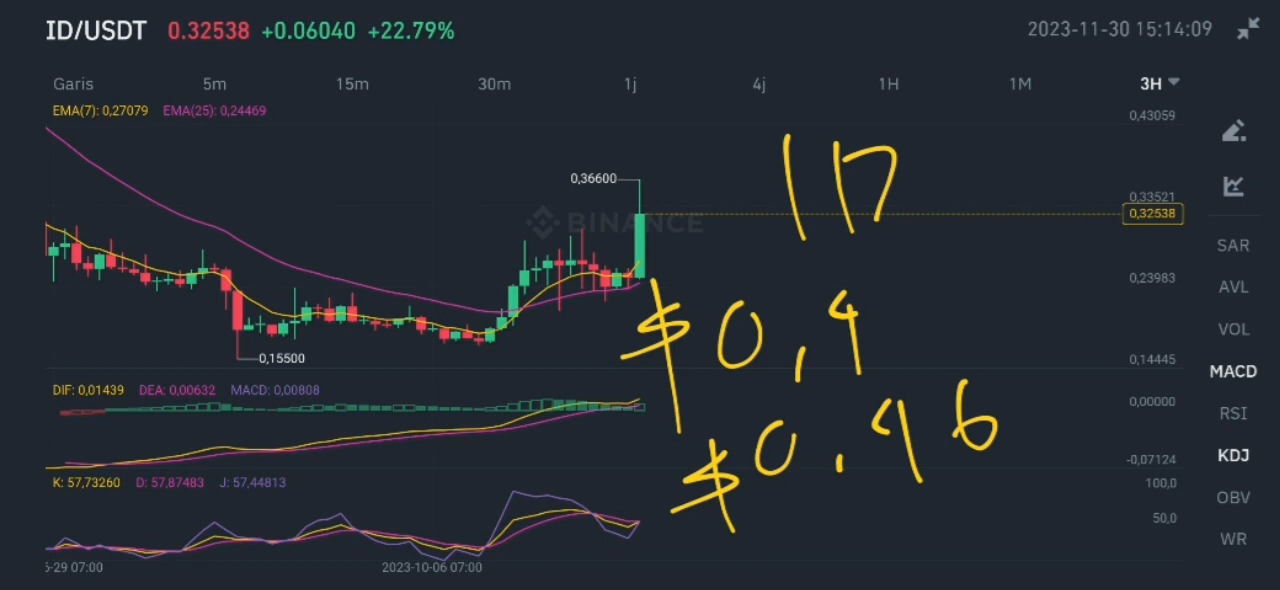 ID/USDT 0.32538 +0.06040 +22.79% 2023-11-30 15:14:09
Garis 5m 15m 30m 1j 4j 1H 1M 3H
EMA(7): 0,27079 EMA(25): 0,24469
0,43059
0,36600
0,33521
0,32538
BINANCE
0,23983
0,15500
0,14445
DIF: 0,01439 DEA: 0,00632 MACD: 0,00808
0,00000
-0,07124
K: 57,73260 D: 57,87483 J: 57,44813
100,0
50,0
2023-10-06 07:00
SAR
AVL
VOL
MACD
RSI
KDJ
OBV
WR
$0,4
$0.46